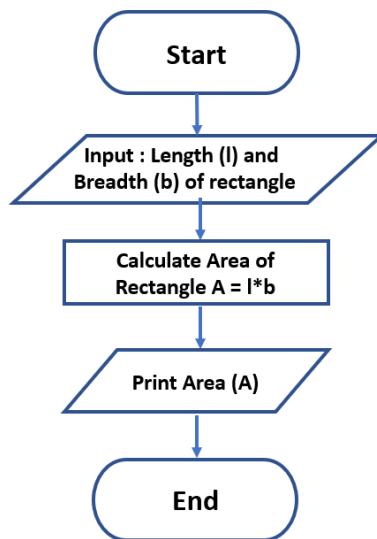 Start
Input : Length (l) and
Breadth (b) of rectangle
Calculate Area of
Rectangle A = l*b
Print Area (A)
End